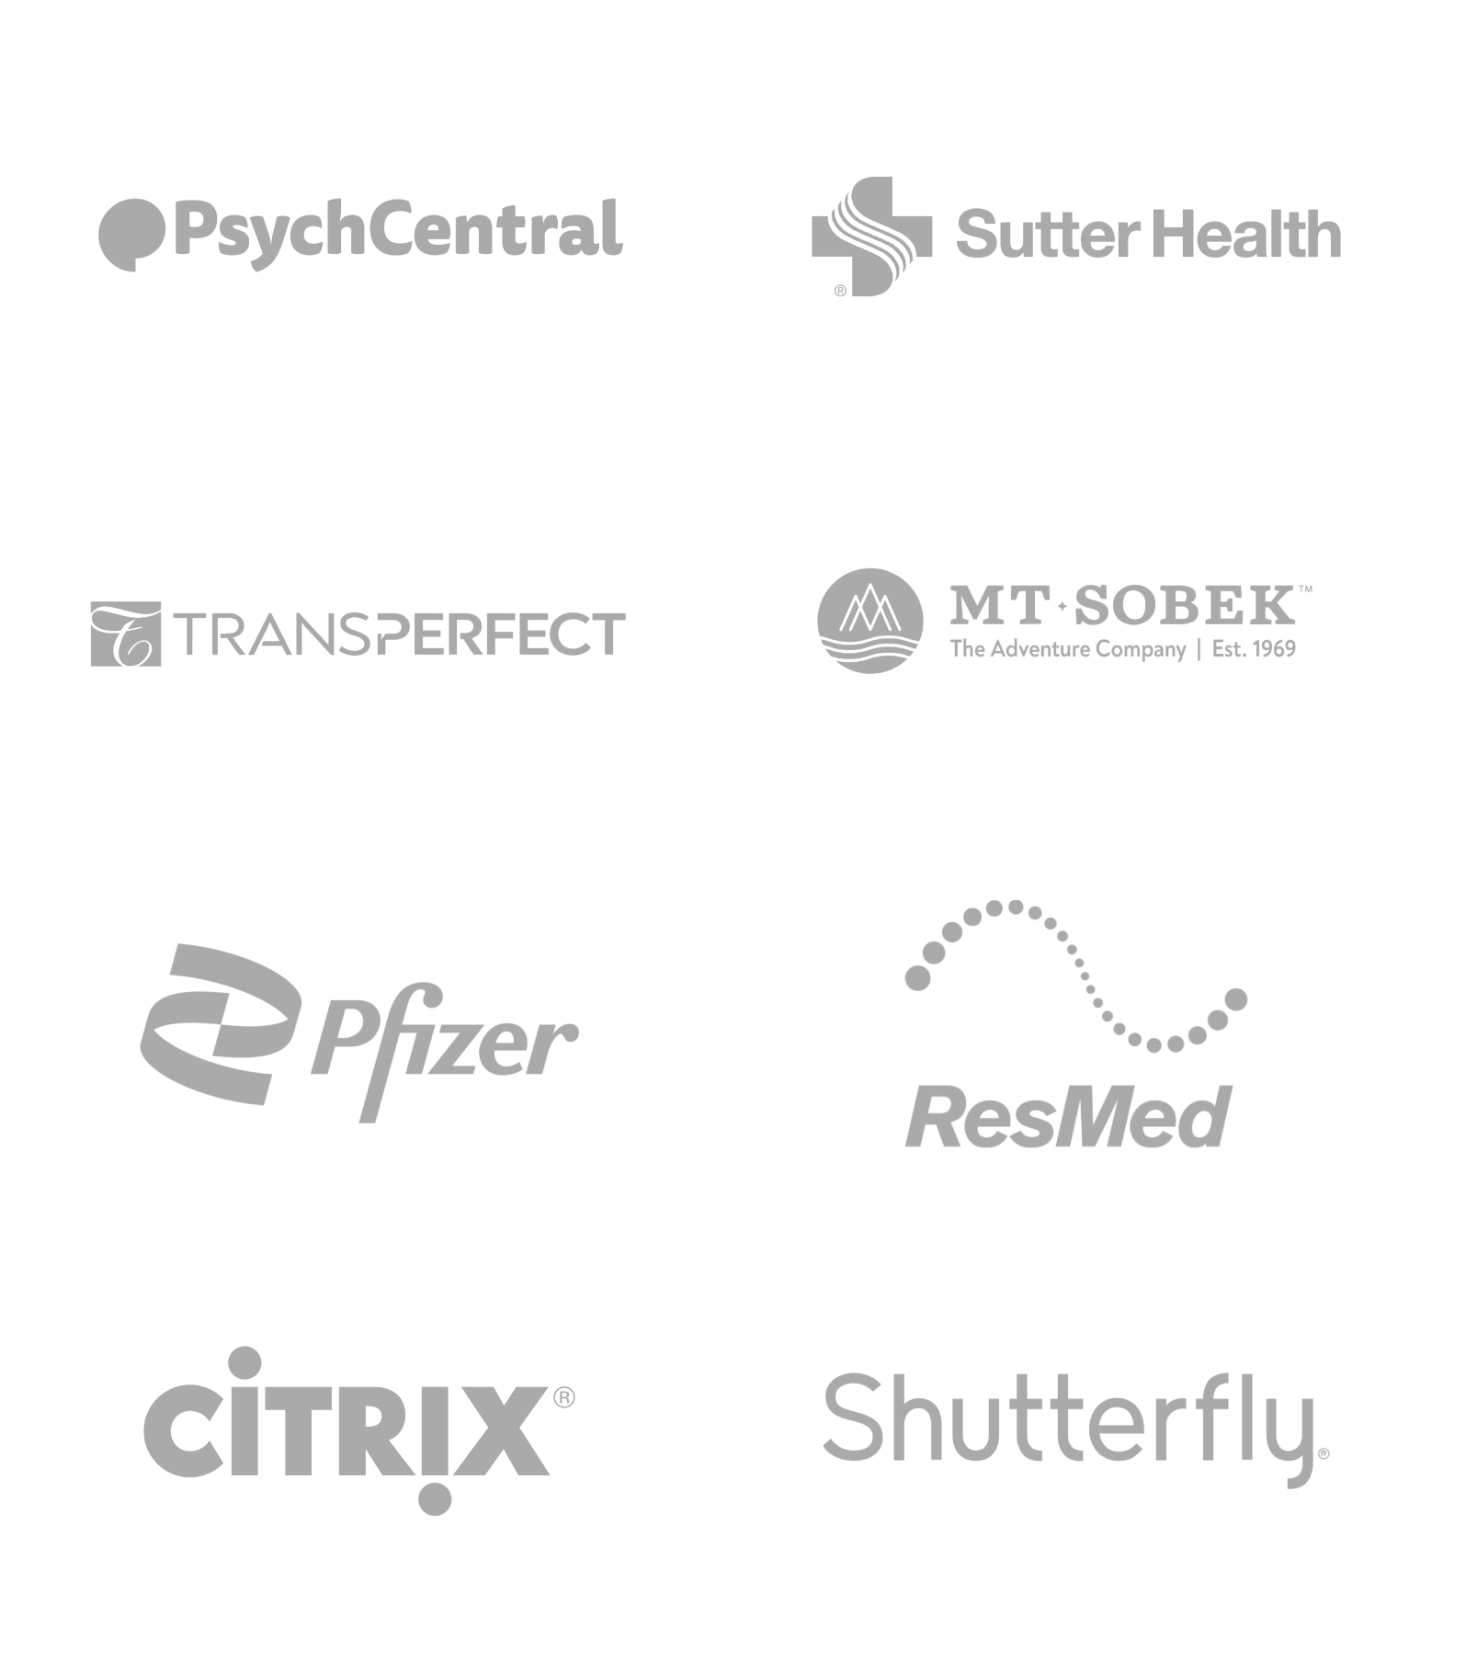 PsychCentral
Sutter Health
®
TRANSPERFECT
MT · SOBEK™
The Adventure Company | Est. 1969
Pfizer
ResMed
CiTRIX®
Shutterfly®